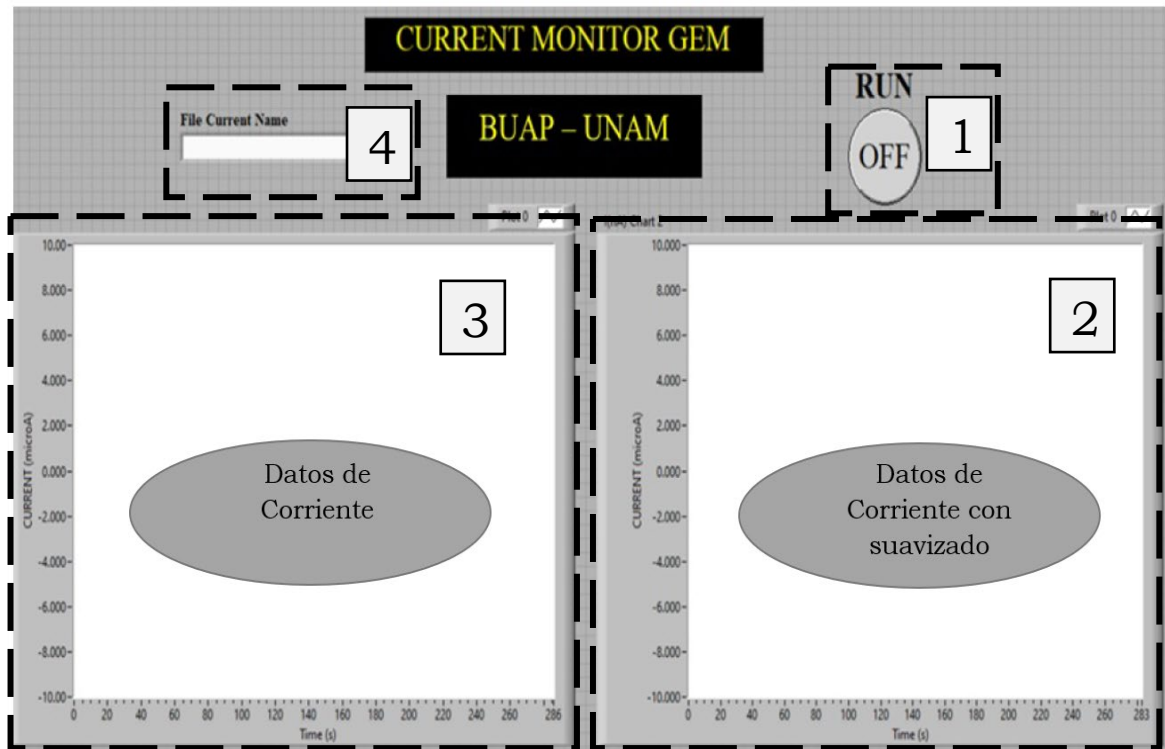 CURRENT MONITOR GEM
RUN
File Current Name
4
BUAP – UNAM
OFF
1
Plot 0
Chart 2
Plot 0
10.00
8.000
6.000
4.000
2.000
0.000
-2.000
-4.000
-6.000
-8.000
-10.00
CURRENT (microA)
3
Datos de
Corriente
0 20 40 60 80 100 120 140 160 180 200 220 240 260 286
Time (s)
10.000
8.000
6.000
4.000
2.000
0.000
-2.000
-4.000
-6.000
-8.000
-10.000
CURRENT (microA)
2
Datos de
Corriente con
suavizado
0 20 40 60 80 100 120 140 160 180 200 220 240 260 283
Time (s)